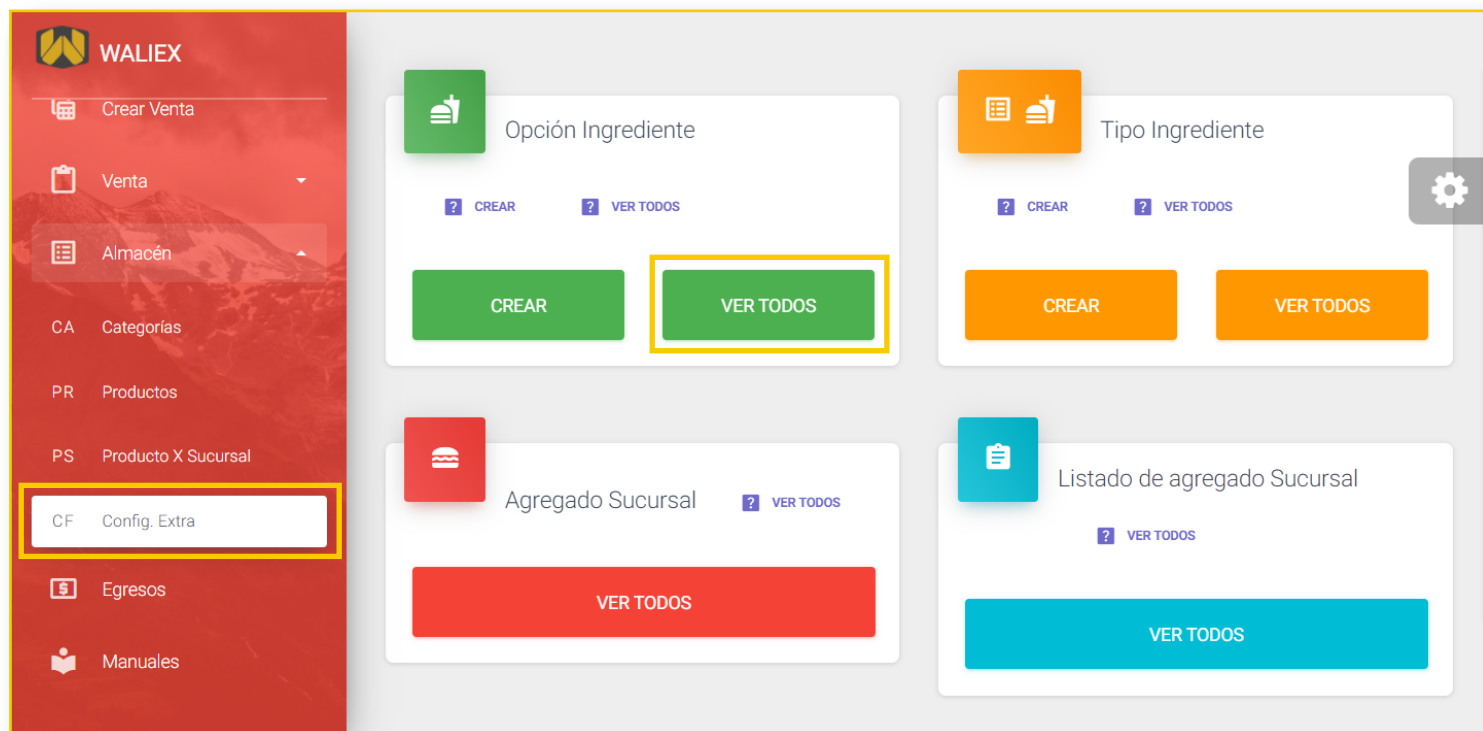 WALIEX
Crear Venta
Venta
Almacén
CA Categorías
PR Productos
PS Producto X Sucursal
CF Config. Extra
Egresos
Manuales
Opción Ingrediente
? CREAR ? VER TODOS
CREAR VER TODOS
Tipo Ingrediente
? CREAR ? VER TODOS
CREAR VER TODOS
Agregado Sucursal ? VER TODOS
VER TODOS
Listado de agregado Sucursal
? VER TODOS
VER TODOS